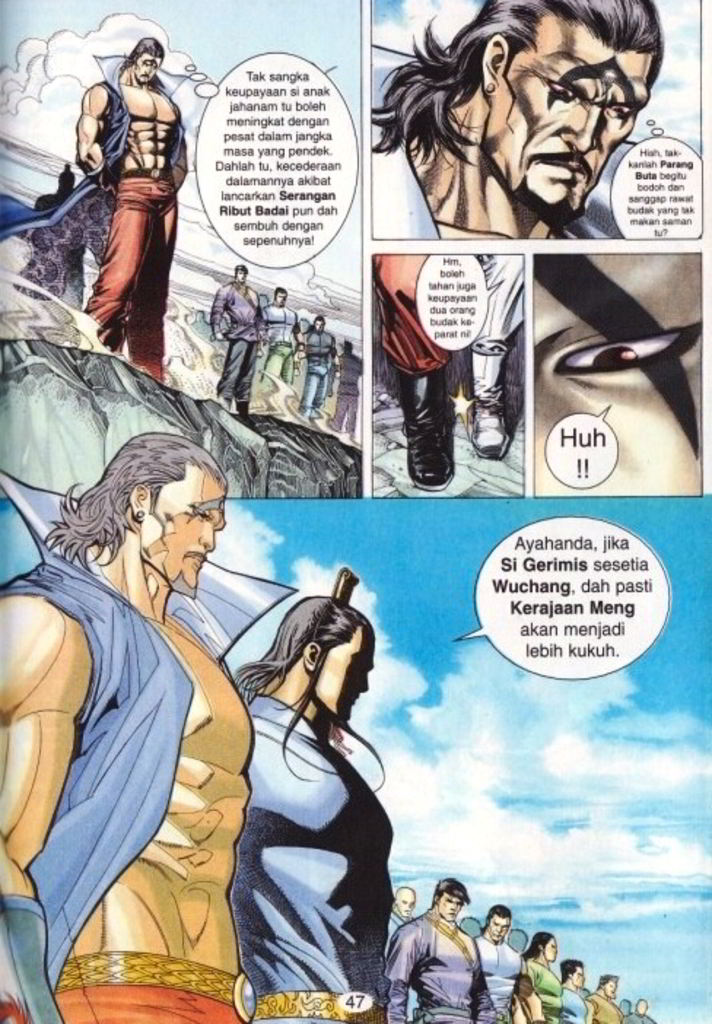 Tak sangka
keupayaan si anak
jahanam tu boleh
meningkat dengan
pesat dalam jangka
masa yang pendek.
Dahlah tu, kecederaan
dalamannya akibat
lancarkan Serangan
Ribut Badai pun dah
sembuh dengan
sepenuhnya!
Hish, tak-
kanlah Parang
Buta begitu
bodoh dan
sanggap rawat
budak yang tak
makan saman
tu?
Hm,
boleh
tahan juga
keupayaan
dua orang
budak ke-
parat ni!
Huh
!!
Ayahanda, jika
Si Gerimis sesetia
Wuchang, dah pasti
Kerajaan Meng
akan menjadi
lebih kukuh.
47